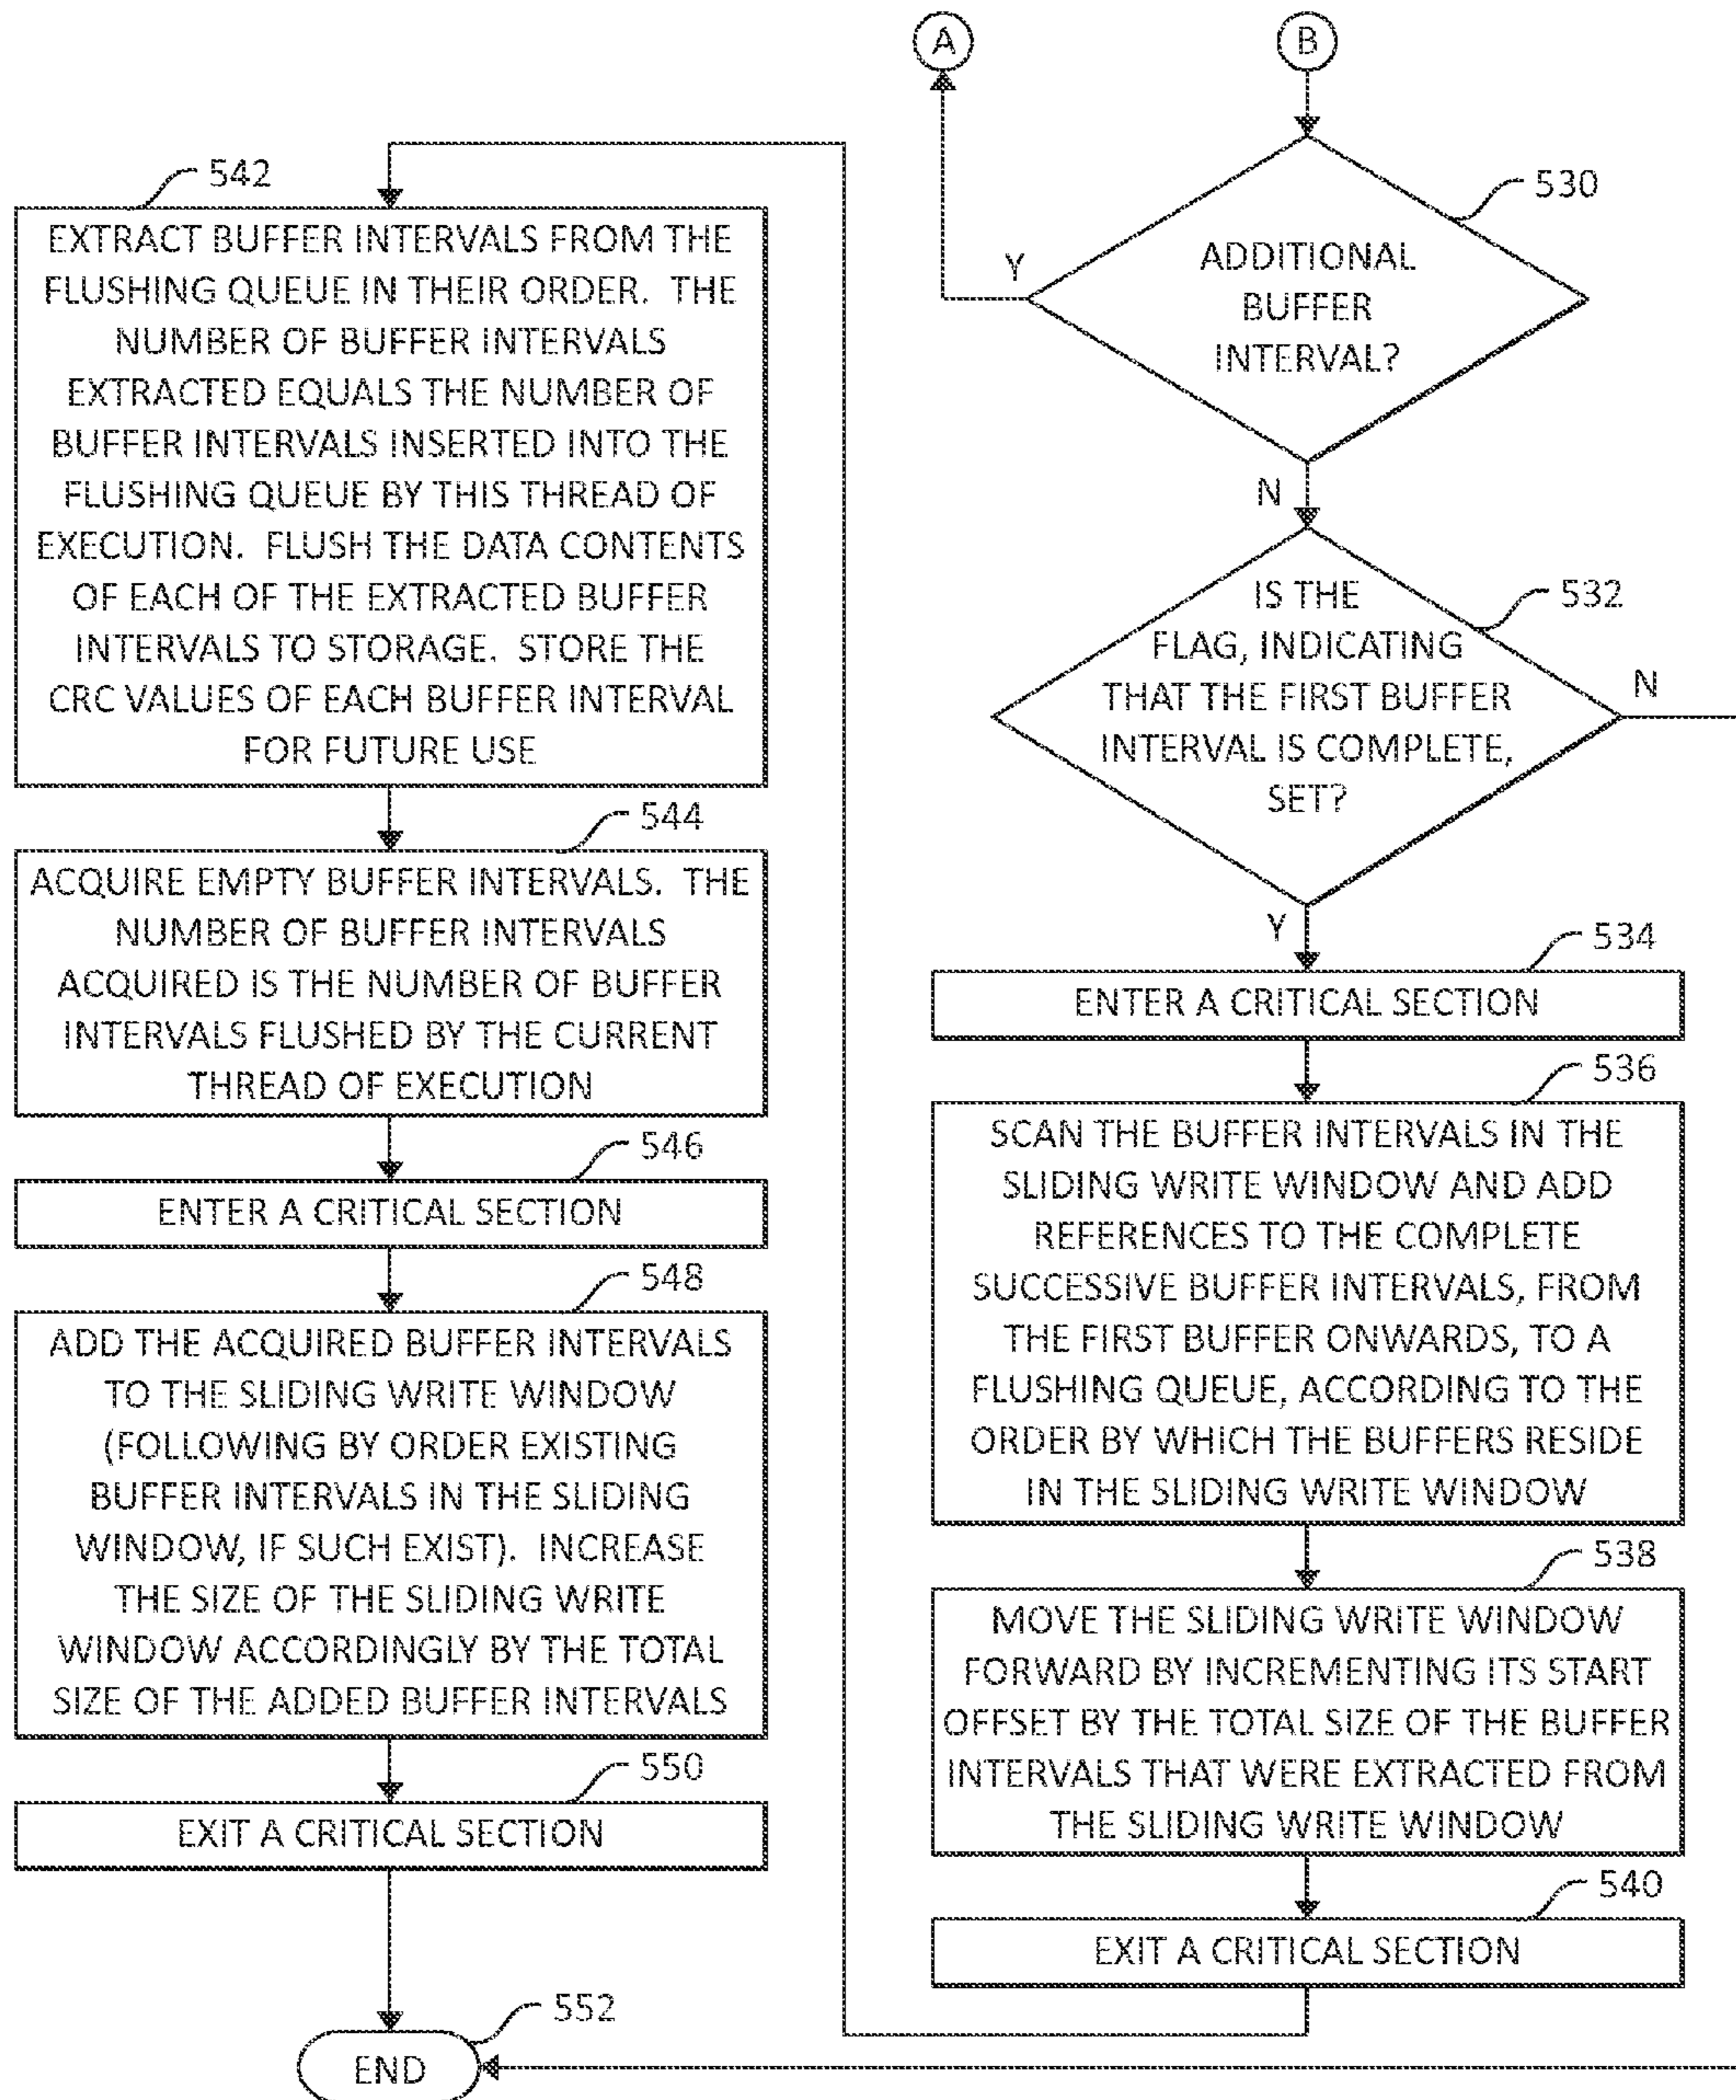 A
B
530
ADDITIONAL
BUFFER
INTERVAL?
Y
N
532
IS THE
FLAG, INDICATING
THAT THE FIRST BUFFER
INTERVAL IS COMPLETE,
SET?
N
Y
534
ENTER A CRITICAL SECTION
536
SCAN THE BUFFER INTERVALS IN THE
SLIDING WRITE WINDOW AND ADD
REFERENCES TO THE COMPLETE
SUCCESSIVE BUFFER INTERVALS, FROM
THE FIRST BUFFER ONWARDS, TO A
FLUSHING QUEUE, ACCORDING TO THE
ORDER BY WHICH THE BUFFERS RESIDE
IN THE SLIDING WRITE WINDOW
538
MOVE THE SLIDING WRITE WINDOW
FORWARD BY INCREMENTING ITS START
OFFSET BY THE TOTAL SIZE OF THE BUFFER
INTERVALS THAT WERE EXTRACTED FROM
THE SLIDING WRITE WINDOW
540
EXIT A CRITICAL SECTION
542
EXTRACT BUFFER INTERVALS FROM THE
FLUSHING QUEUE IN THEIR ORDER. THE
NUMBER OF BUFFER INTERVALS
EXTRACTED EQUALS THE NUMBER OF
BUFFER INTERVALS INSERTED INTO THE
FLUSHING QUEUE BY THIS THREAD OF
EXECUTION. FLUSH THE DATA CONTENTS
OF EACH OF THE EXTRACTED BUFFER
INTERVALS TO STORAGE. STORE THE
CRC VALUES OF EACH BUFFER INTERVAL
FOR FUTURE USE
544
ACQUIRE EMPTY BUFFER INTERVALS. THE
NUMBER OF BUFFER INTERVALS
ACQUIRED IS THE NUMBER OF BUFFER
INTERVALS FLUSHED BY THE CURRENT
THREAD OF EXECUTION
546
ENTER A CRITICAL SECTION
548
ADD THE ACQUIRED BUFFER INTERVALS
TO THE SLIDING WRITE WINDOW
(FOLLOWING BY ORDER EXISTING
BUFFER INTERVALS IN THE SLIDING
WINDOW, IF SUCH EXIST). INCREASE
THE SIZE OF THE SLIDING WRITE
WINDOW ACCORDINGLY BY THE TOTAL
SIZE OF THE ADDED BUFFER INTERVALS
550
EXIT A CRITICAL SECTION
552
END